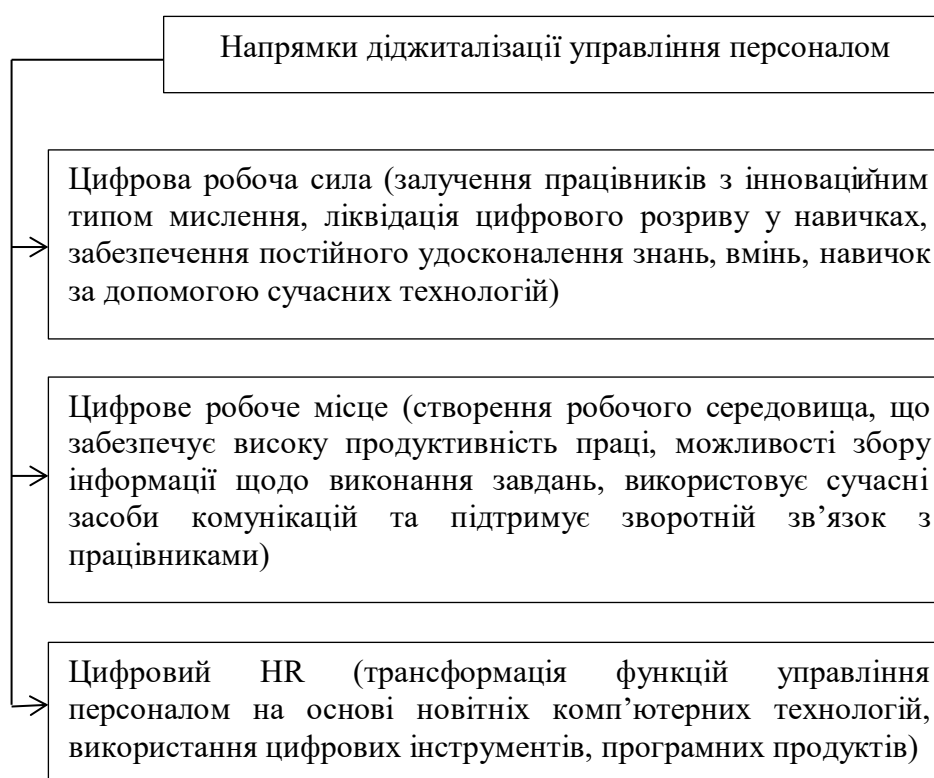 Напрямки діджиталізації управління персоналом
Цифрова робоча сила (залучення працівників з інноваційним
типом мислення, ліквідація цифрового розриву у навичках,
забезпечення постійного удосконалення знань, вмінь, навичок
за допомогою сучасних технологій)
Цифрове робоче місце (створення робочого середовища, що
забезпечує високу продуктивність праці, можливості збору
інформації щодо виконання завдань, використовує сучасні
засоби комунікацій та підтримує зворотній зв’язок з
працівниками)
Цифровий HR (трансформація функцій управління
персоналом на основі новітніх комп’ютерних технологій,
використання цифрових інструментів, програмних продуктів)